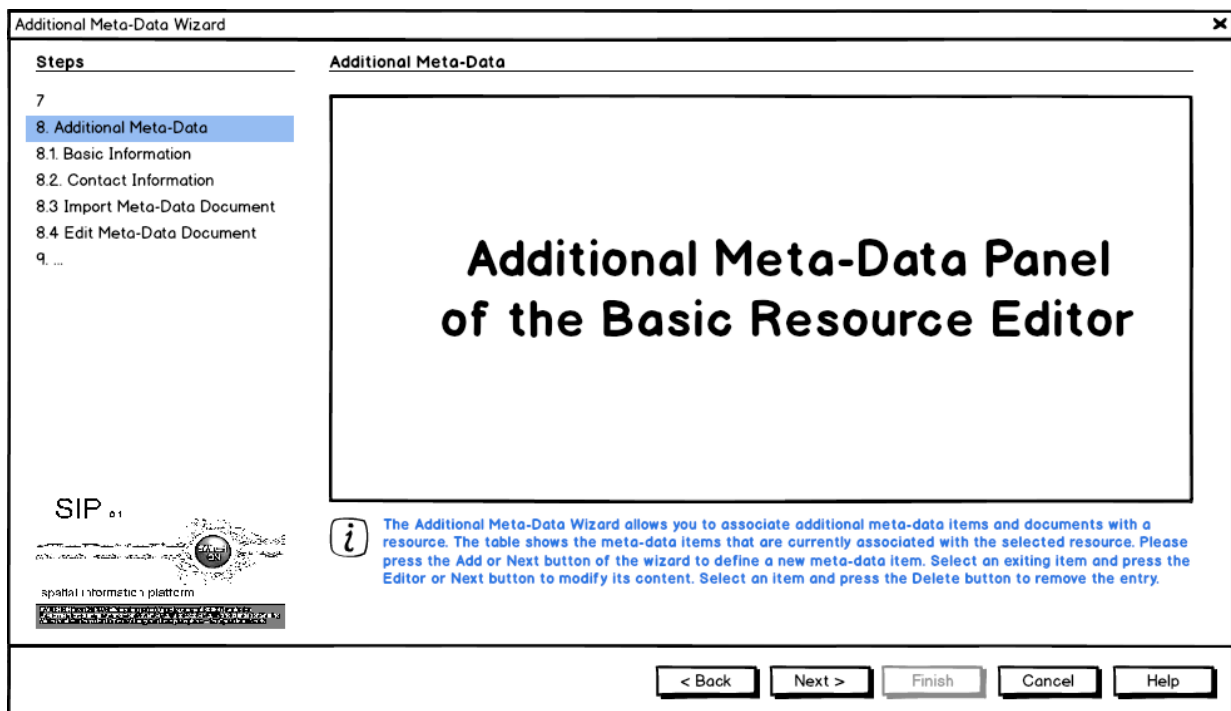 Additional Meta-Data Wizard
Steps
7
8. Additional Meta-Data
8.1. Basic Information
8.2. Contact Information
8.3 Import Meta-Data Document
8.4 Edit Meta-Data Document
9. ...
SIP
spatial information platform
Additional Meta-Data
Additional Meta-Data Panel
of the Basic Resource Editor
i
The Additional Meta-Data Wizard allows you to associate additional meta-data items and documents with a
resource. The table shows the meta-data items that are currently associated with the selected resource. Please
press the Add or Next button of the wizard to define a new meta-data item. Select an exiting item and press the
Editor or Next button to modify its content. Select an item and press the Delete button to remove the entry.
< Back
Next >
Finish
Cancel
Help